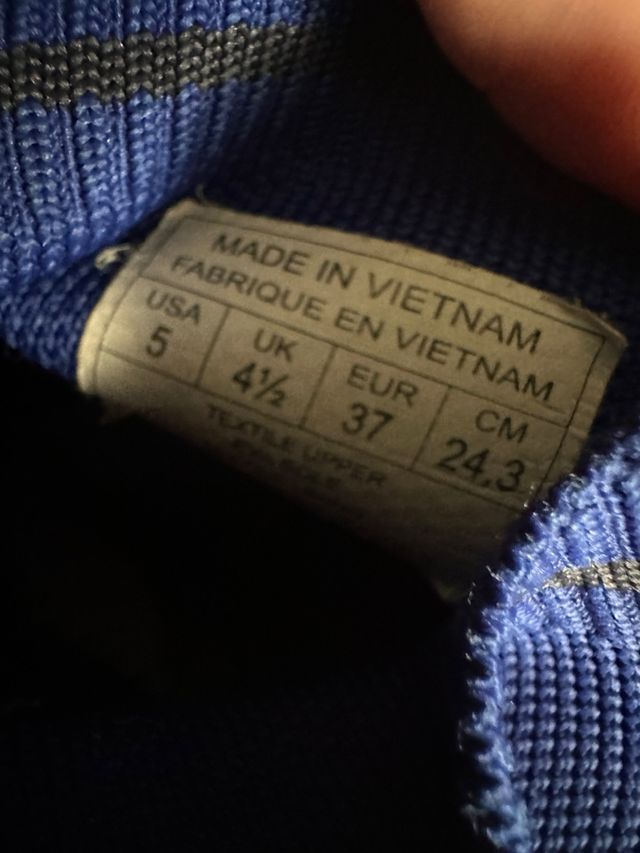 MADE IN VIETNAM
FABRIQUE EN VIETNAM
USA UK EUR CM
5 4½ 37 24.3
TEXTILE UPPER